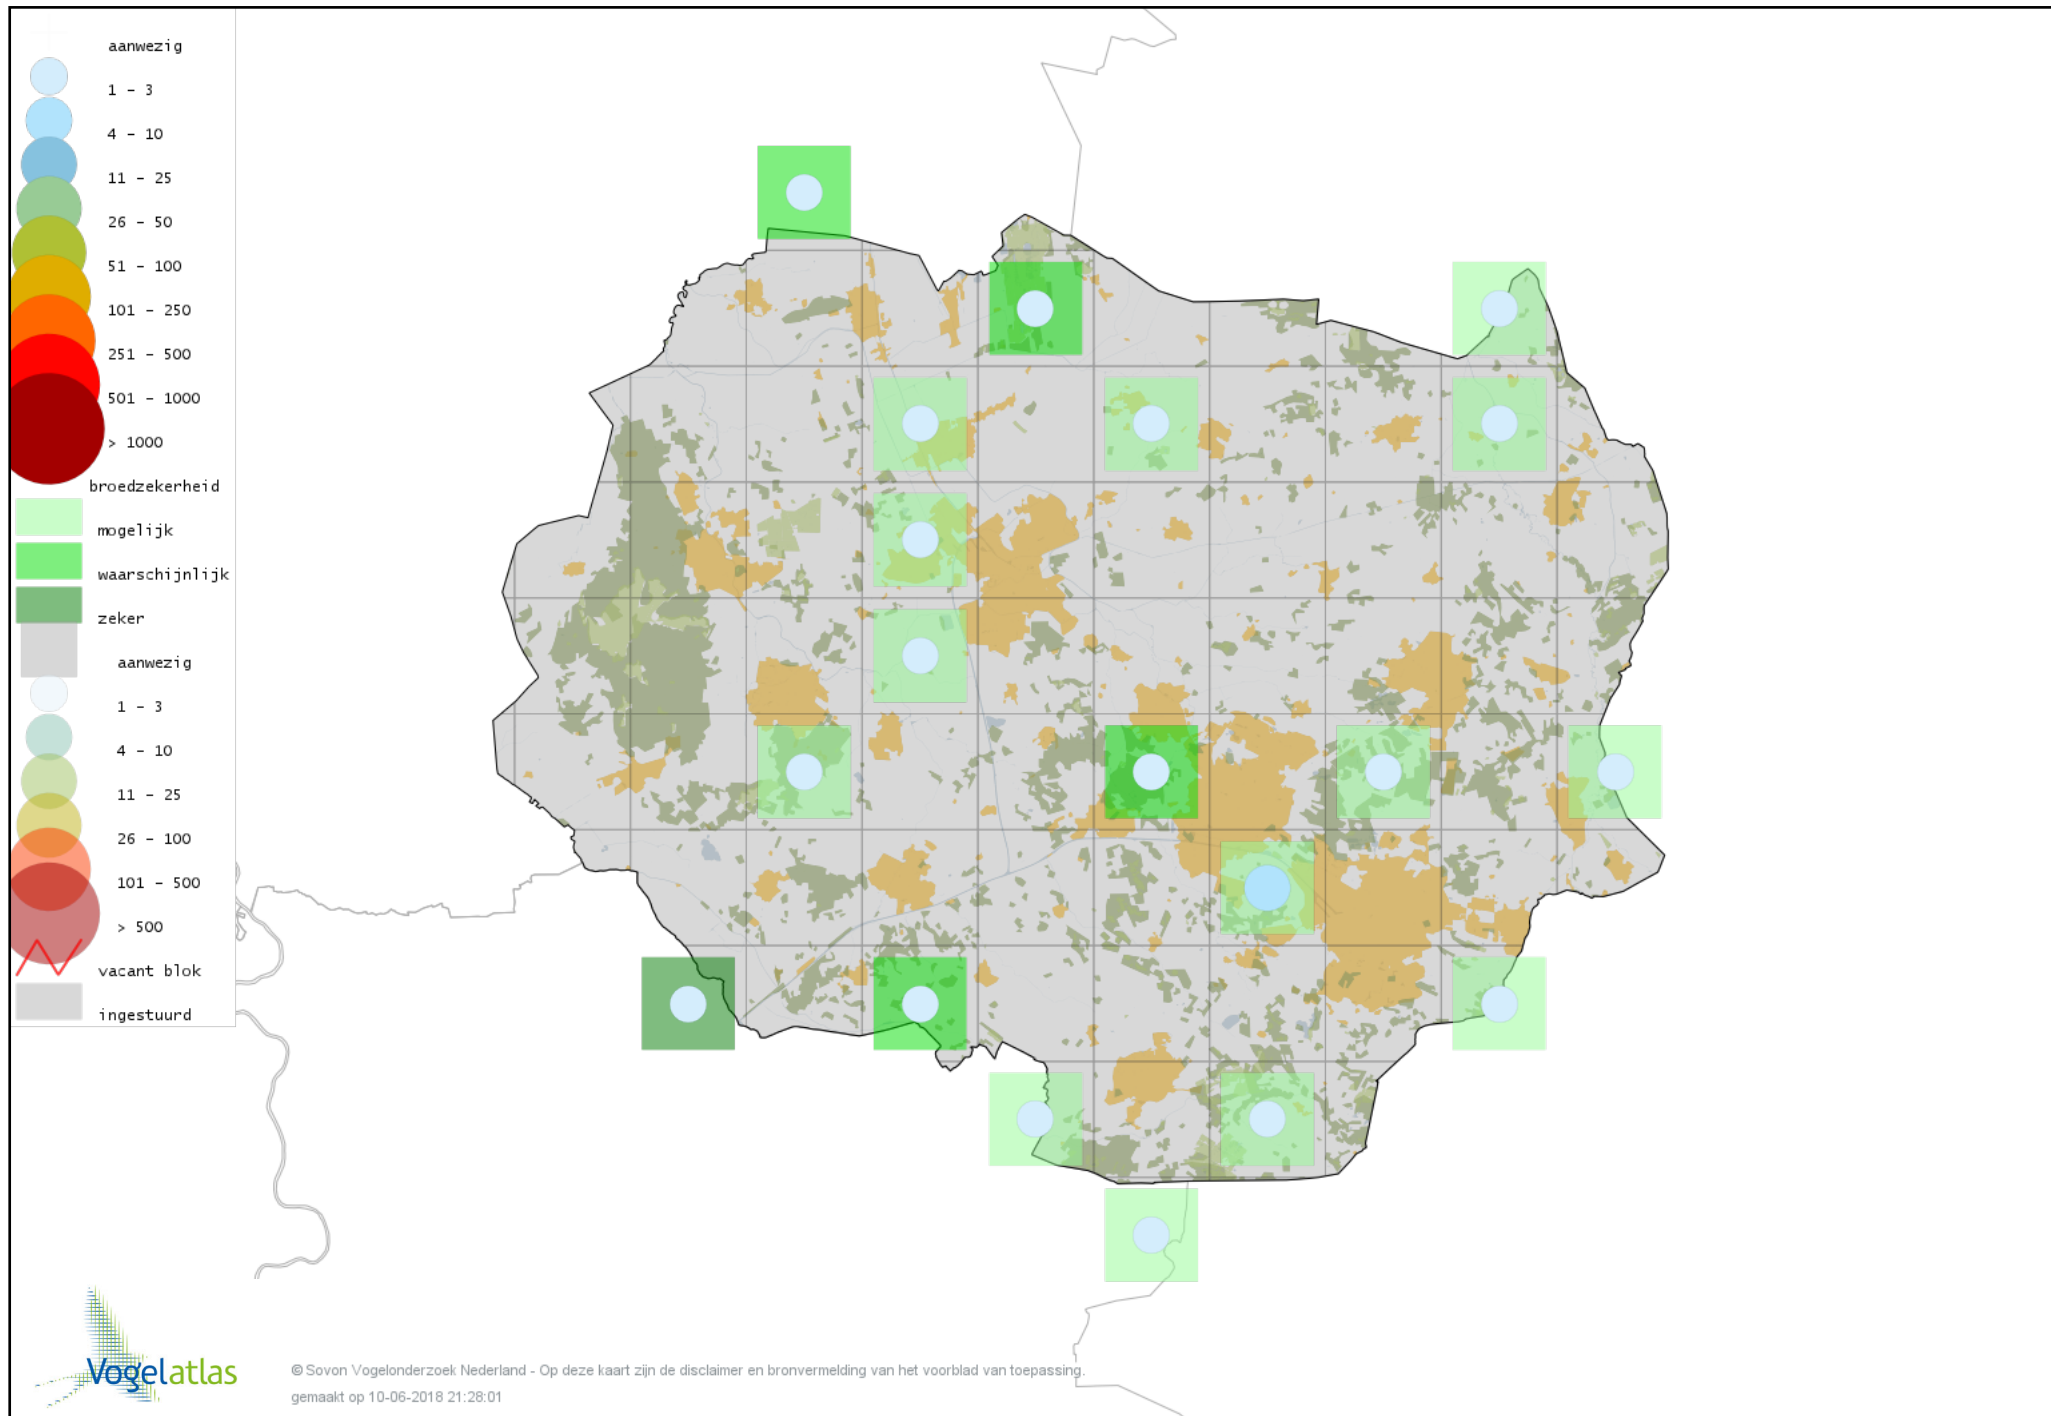 aanwezig
1 - 3
4 - 10
11 - 25
26 - 50
51 - 100
101 - 250
251 - 500
501 - 1000
> 1000
broedzekerheid
mogelijk
waarschijnlijk
zeker
aanwezig
1 - 3
4 - 10
11 - 25
26 - 100
101 - 500
> 500
vacant blok
ingestuurd
Vogelatlas
© Sovon Vogelonderzoek Nederland - Op deze kaart zijn de disclaimer en bronvermelding van het voorblad van toepassing.
gemaakt op 10-06-2018 21:28:01